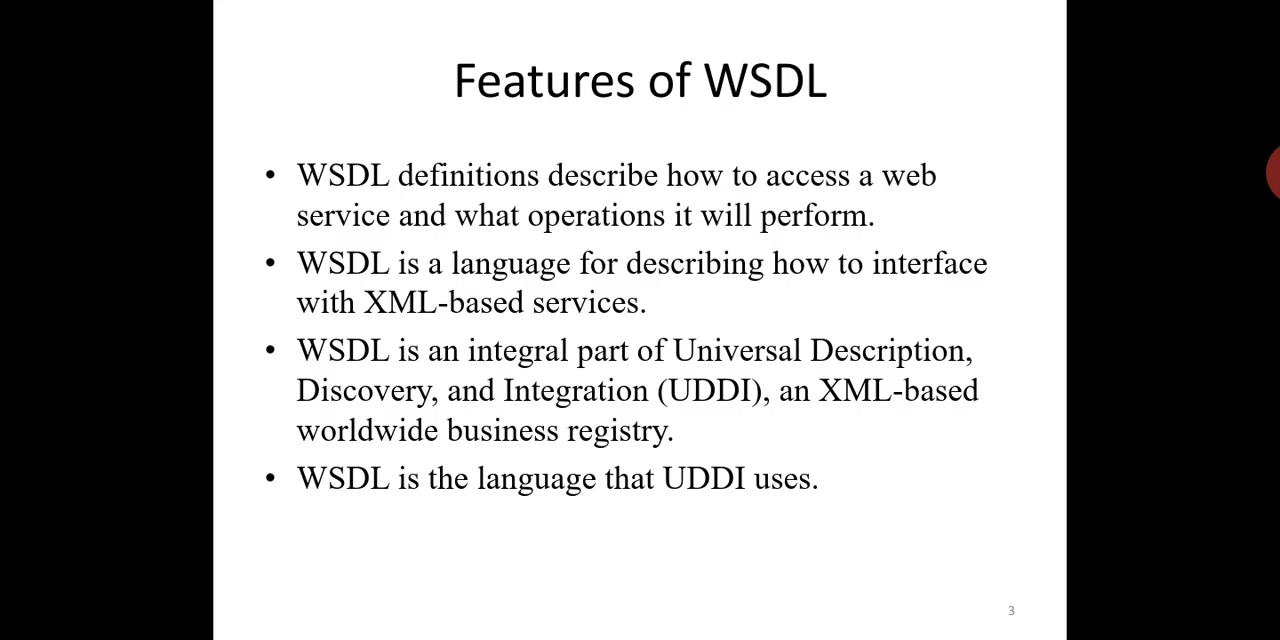 Features of WSDL
• WSDL definitions describe how to access a web
service and what operations it will perform.
• WSDL is a language for describing how to interface
with XML-based services.
• WSDL is an integral part of Universal Description,
Discovery, and Integration (UDDI), an XML-based
worldwide business registry.
• WSDL is the language that UDDI uses.
3